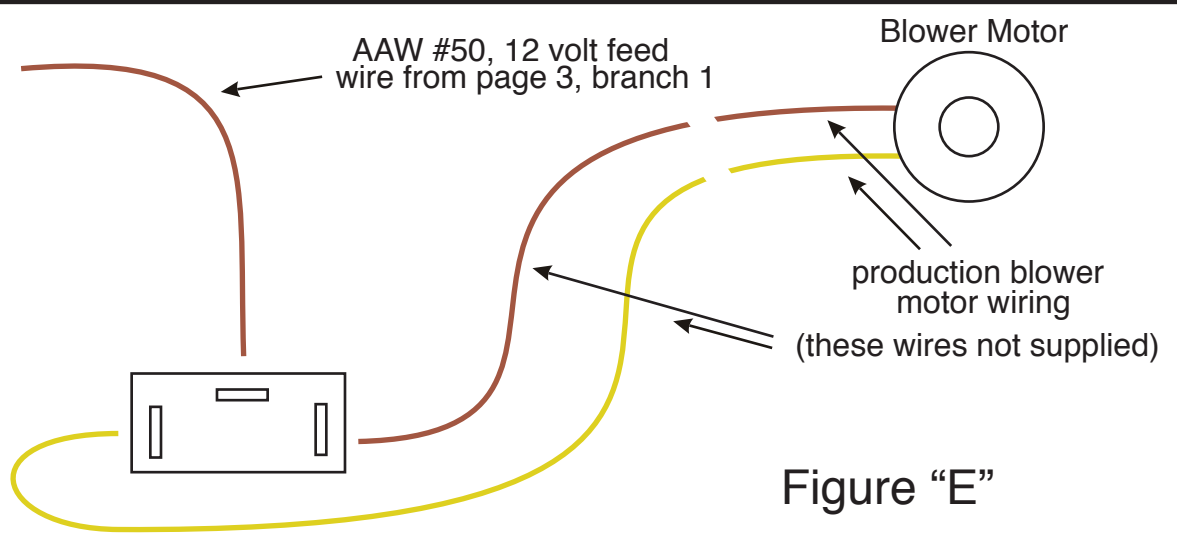 AAW #50, 12 volt feed
wire from page 3, branch 1
Blower Motor
production blower
motor wiring
(these wires not supplied)
Figure “E”